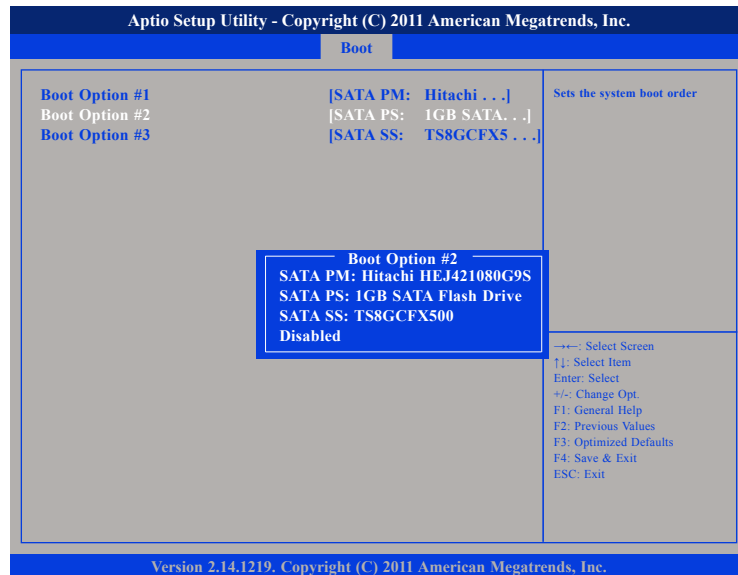 Aptio Setup Utility - Copyright (C) 2011 American Megatrends, Inc.
Boot
Boot Option #1 [SATA PM: Hitachi . . .]
Boot Option #2 [SATA PS: 1GB SATA. . .]
Boot Option #3 [SATA SS: TS8GCFX5 . . .]
Sets the system boot order
Boot Option #2
SATA PM: Hitachi HEJ421080G9S
SATA PS: 1GB SATA Flash Drive
SATA SS: TS8GCFX500
Disabled
→←: Select Screen
↑↓: Select Item
Enter: Select
+/-: Change Opt.
F1: General Help
F2: Previous Values
F3: Optimized Defaults
F4: Save & Exit
ESC: Exit
Version 2.14.1219. Copyright (C) 2011 American Megatrends, Inc.